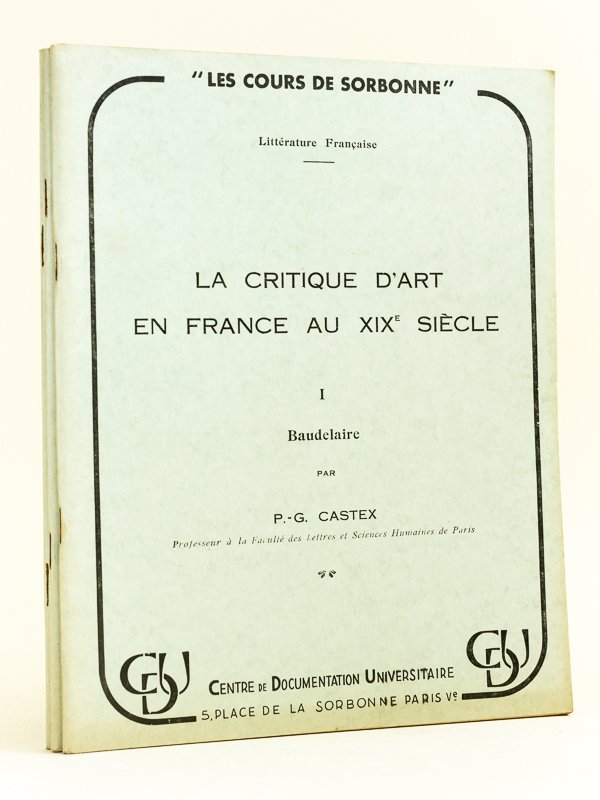 "LES COURS DE SORBONNE"
Littérature Française
LA CRITIQUE D'ART
EN FRANCE AU XIXE SIÈCLE
I
Baudelaire
PAR
P.-G. CASTEX
Professeur à la Faculté des Lettres et Sciences Humaines de Paris
CDU
CENTRE DE DOCUMENTATION UNIVERSITAIRE
CDU
5, PLACE DE LA SORBONNE PARIS Ve